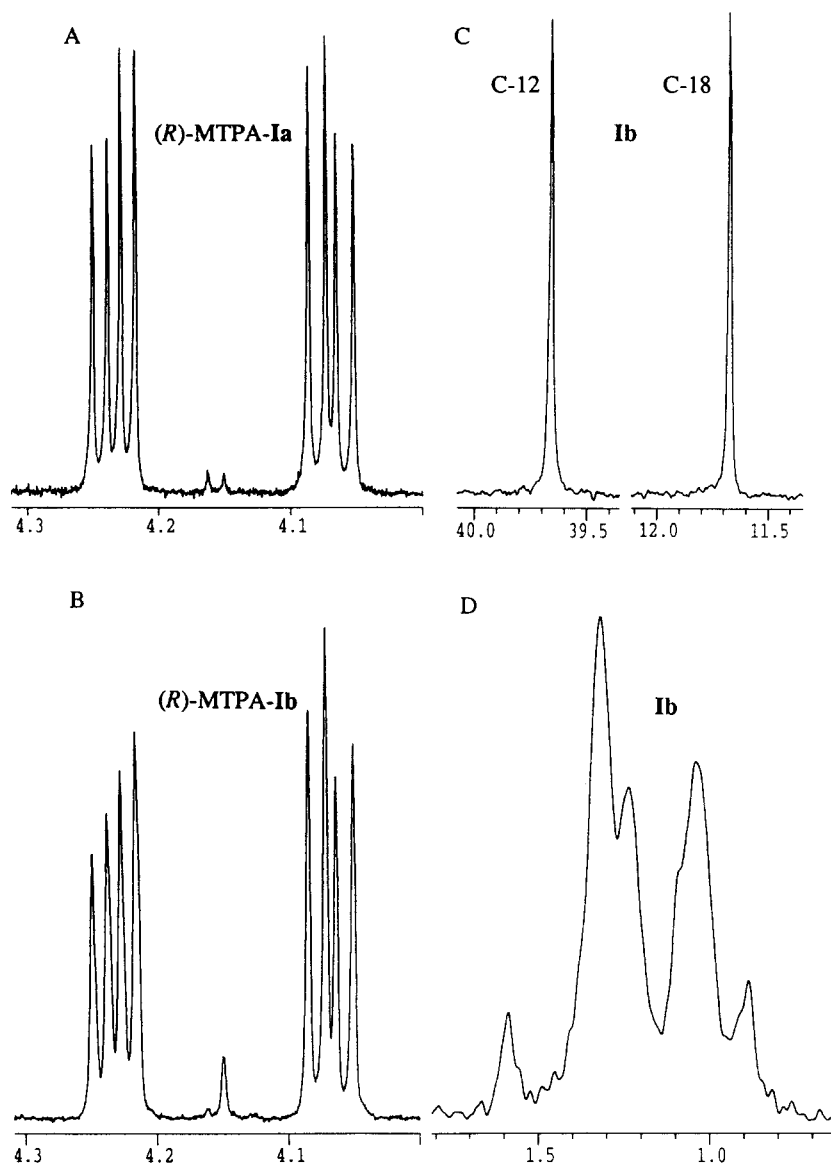 A
(R)-MTPA-Ia
4.3 4.2 4.1
C
C-12 C-18
Ib
40.0 39.5 12.0 11.5
B
(R)-MTPA-Ib
4.3 4.2 4.1
D
Ib
1.5 1.0